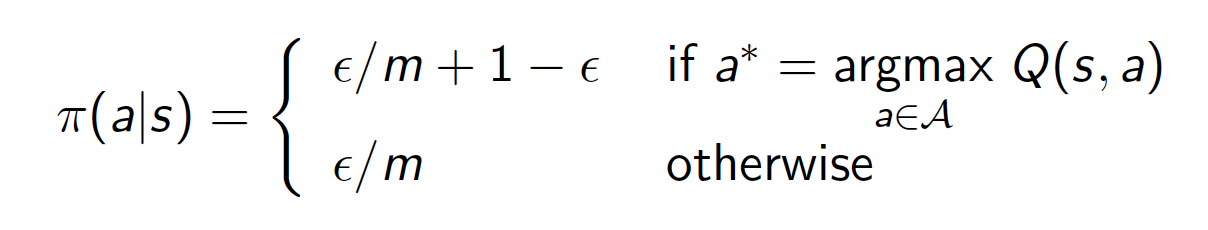 π(a|s) = { ϵ/m + 1 − ϵ if a* = argmax Q(s, a)
a∈𝒜
ϵ/m otherwise